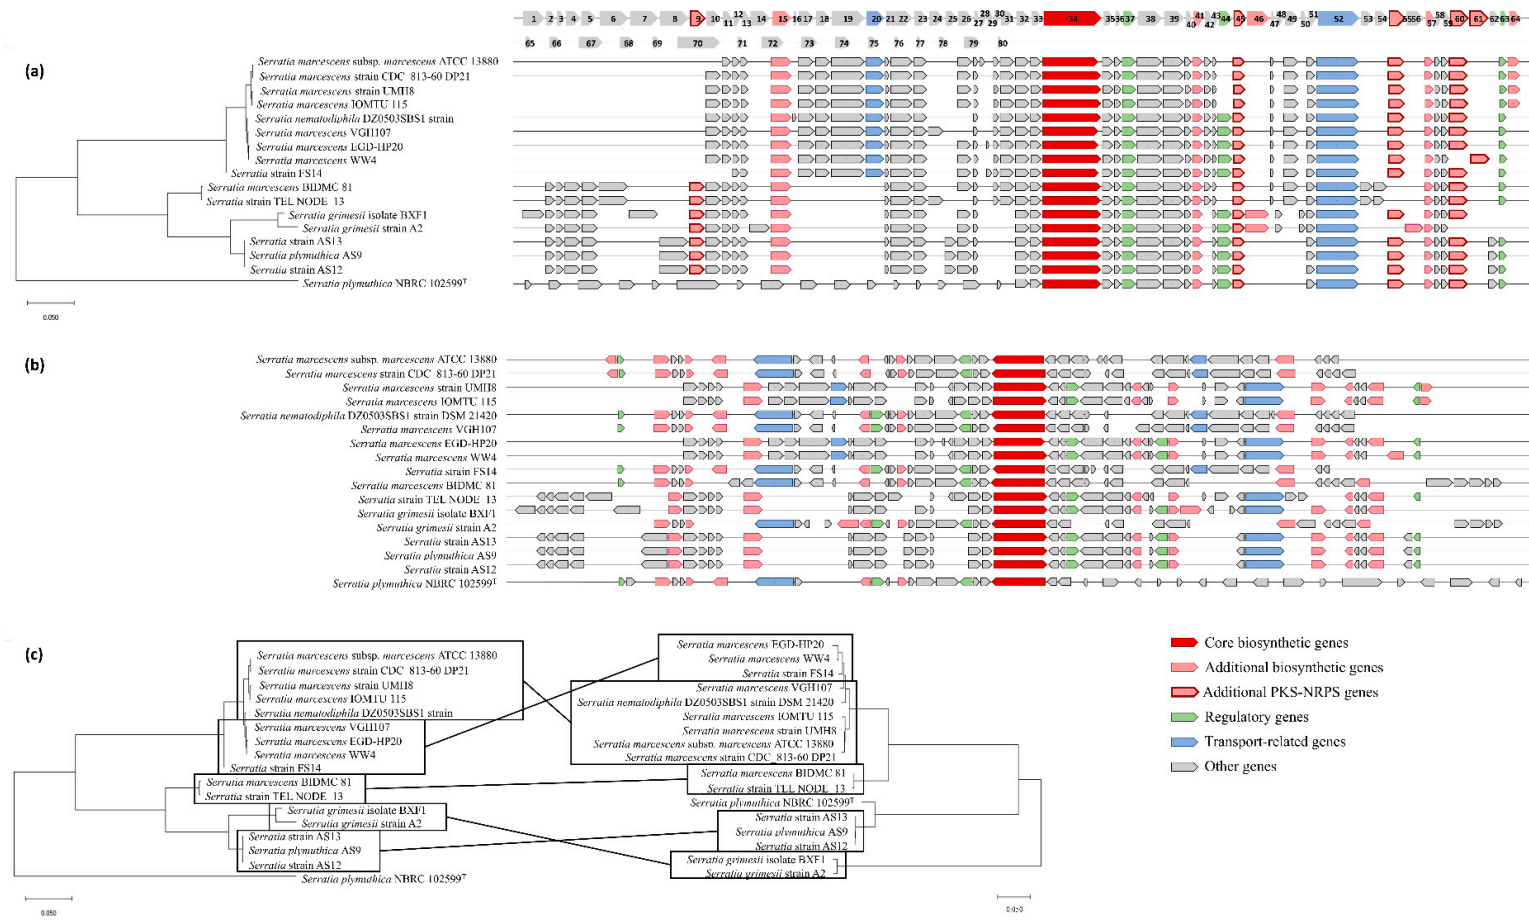 1 2 3 4 5 6 7 8 9 10 11 12 13 14 15 16 17 18 19 20 21 22 23 24 25 26 27 28 29 30 31 32 33 34 35 36 37 38 39 40 41 42 43 44 45 46 47 48 49 50 51 52 53 54 55 56 57 58 59 60 61 62 63 64
65 66 67 68 69 70 71 72 73 74 75 76 77 78 79 80
(a)
Serratia marcescens subsp. marcescens ATCC 13880
Serratia marcescens strain CDC_813-60 DP21
Serratia marcescens strain UMH8
Serratia marcescens IOMTU 115
Serratia nematodiphila DZ0503SBS1 strain
Serratia marcescens VGH107
Serratia marcescens EGD-HP20
Serratia marcescens WW4
Serratia strain FS14
Serratia marcescens BIDMC 81
Serratia strain TEL NODE_13
Serratia grimesii isolate BXF1
Serratia grimesii strain A2
Serratia strain AS13
Serratia plymuthica AS9
Serratia strain AS12
Serratia plymuthica NBRC 102599ᵀ
0.050
(b)
Serratia marcescens subsp. marcescens ATCC 13880
Serratia marcescens strain CDC_813-60 DP21
Serratia marcescens strain UMH8
Serratia marcescens IOMTU 115
Serratia nematodiphila DZ0503SBS1 strain DSM 21420
Serratia marcescens VGH107
Serratia marcescens EGD-HP20
Serratia marcescens WW4
Serratia strain FS14
Serratia marcescens BIDMC 81
Serratia strain TEL NODE_13
Serratia grimesii isolate BXF1
Serratia grimesii strain A2
Serratia strain AS13
Serratia plymuthica AS9
Serratia strain AS12
Serratia plymuthica NBRC 102599ᵀ
(c)
Serratia marcescens subsp. marcescens ATCC 13880
Serratia marcescens strain CDC_813-60 DP21
Serratia marcescens strain UMH8
Serratia marcescens IOMTU 115
Serratia nematodiphila DZ0503SBS1 strain
Serratia marcescens VGH107
Serratia marcescens EGD-HP20
Serratia marcescens WW4
Serratia strain FS14
Serratia marcescens BIDMC 81
Serratia strain TEL NODE_13
Serratia grimesii isolate BXF1
Serratia grimesii strain A2
Serratia strain AS13
Serratia plymuthica AS9
Serratia strain AS12
Serratia plymuthica NBRC 102599ᵀ
0.050
Serratia marcescens EGD-HP20
Serratia marcescens WW4
Serratia strain FS14
Serratia marcescens VGH107
Serratia nematodiphila DZ0503SBS1 strain DSM 21420
Serratia marcescens IOMTU 115
Serratia marcescens strain UMH8
Serratia marcescens subsp. marcescens ATCC 13880
Serratia marcescens strain CDC_813-60 DP21
Serratia marcescens BIDMC 81
Serratia strain TEL NODE_13
Serratia plymuthica NBRC 102599ᵀ
Serratia strain AS13
Serratia plymuthica AS9
Serratia strain AS12
Serratia grimesii isolate BXF1
Serratia grimesii strain A2
0.050
Core biosynthetic genes
Additional biosynthetic genes
Additional PKS-NRPS genes
Regulatory genes
Transport-related genes
Other genes